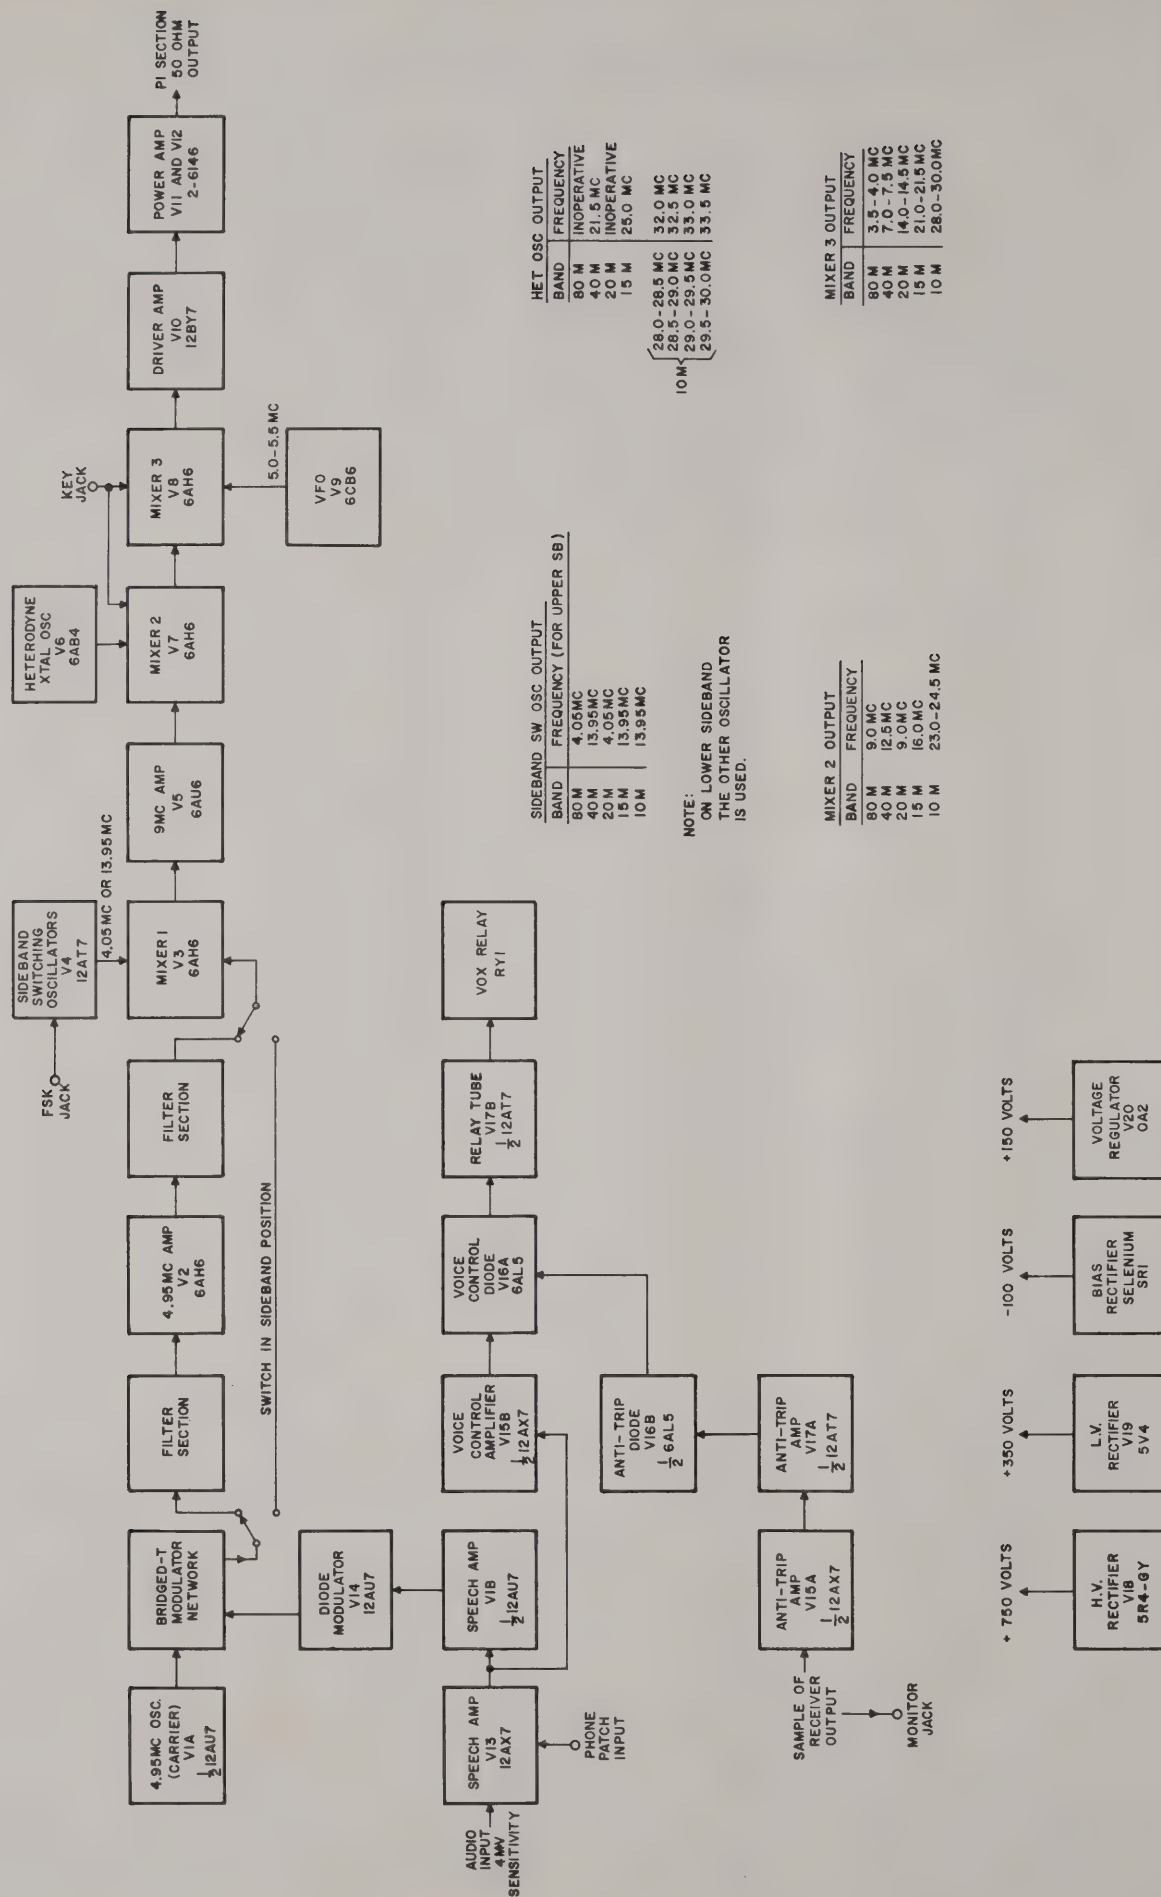 PI SECTION
50 OHM
OUTPUT
POWER AMP
V11 AND V12
2-6146
DRIVER AMP
V10
12BY7
KEY
JACK
MIXER 3
V8
6AH6
5.0-5.5 MC
VFO
V9
6CB6
HETERODYNE
XTAL OSC
V6
6AB4
MIXER 2
V7
6AH6
9MC AMP
V5
6AU6
SIDEBAND
SWITCHING
OSCILLATORS
V4
12AT7
4.05 MC OR 13.95 MC
MIXER 1
V3
6AH6
FSK
JACK
FILTER
SECTION
4.95MC AMP
V2
6AH6
FILTER
SECTION
SWITCH IN SIDEBAND POSITION
BRIDGED-T
MODULATOR
NETWORK
4.95MC OSC.
(CARRIER)
V1A
1/2 12AU7
DIODE
MODULATOR
V14
12AU7
SPEECH AMP
V1B
1/2 12AU7
SPEECH AMP
V13
12AX7
AUDIO
INPUT
4MV
SENSITIVITY
PHONE
PATCH
INPUT
VOICE
CONTROL
AMPLIFIER
V15B
1/2 12AX7
VOICE
CONTROL
DIODE
V16A
6AL5
RELAY TUBE
V17B
1/2 12AT7
VOX RELAY
RY1
ANTI-TRIP
DIODE
V16B
1/2 6AL5
ANTI-TRIP
AMP
V17A
1/2 12AT7
ANTI-TRIP
AMP
V15A
1/2 12AX7
SAMPLE OF
RECEIVER
OUTPUT
MONITOR
JACK
HET OSC OUTPUT
BAND FREQUENCY
80 M INOPERATIVE
40 M 21.5 MC
20 M INOPERATIVE
15 M 25.0 MC
10 M
28.0-28.5 MC 32.0 MC
28.5-29.0 MC 32.5 MC
29.0-29.5 MC 33.0 MC
29.5-30.0 MC 33.5 MC
SIDEBAND SW OSC OUTPUT
BAND FREQUENCY (FOR UPPER SB)
80 M 4.05MC
40 M 13.95MC
20 M 4.05MC
15 M 13.95MC
10 M 13.95MC
NOTE:
ON LOWER SIDEBAND
THE OTHER OSCILLATOR
IS USED.
MIXER 3 OUTPUT
BAND FREQUENCY
80 M 3.5-4.0 MC
40 M 7.0-7.5 MC
20 M 14.0-14.5MC
15 M 21.0-21.5MC
10 M 28.0-30.0MC
MIXER 2 OUTPUT
BAND FREQUENCY
80 M 9.0 MC
40 M 12.5 MC
20 M 9.0 MC
15 M 16.0 MC
10 M 23.0-24.5 MC
+ 750 VOLTS
H.V.
RECTIFIER
V18
5R4-GY
+350 VOLTS
L.V.
RECTIFIER
V19
5V4
-100 VOLTS
BIAS
RECTIFIER
SELENIUM
SR1
+150 VOLTS
VOLTAGE
REGULATOR
V20
OA2